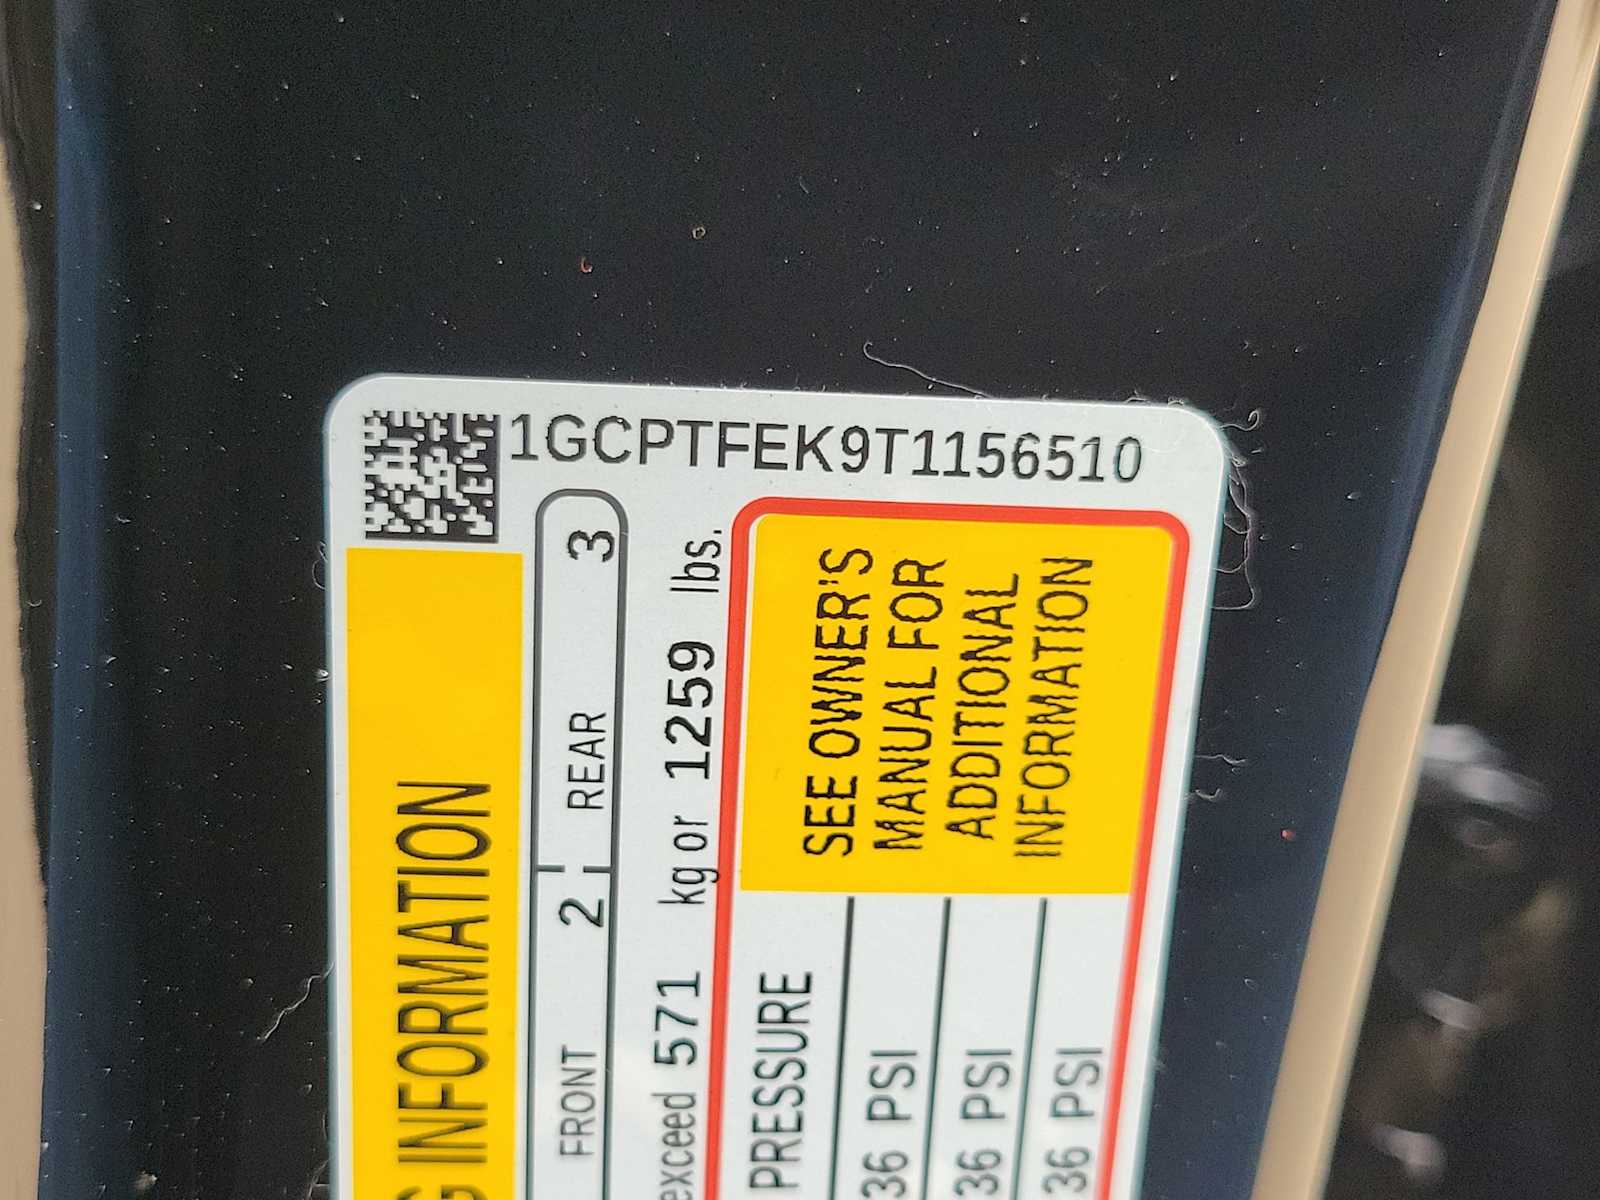 1GCPTFEK9T1156510
G INFORMATION
FRONT 2 REAR 3
exceed 571 kg or 1259 lbs.
PRESSURE
36 PSI
36 PSI
36 PSI
SEE OWNER'S
MANUAL FOR
ADDITIONAL
INFORMATION